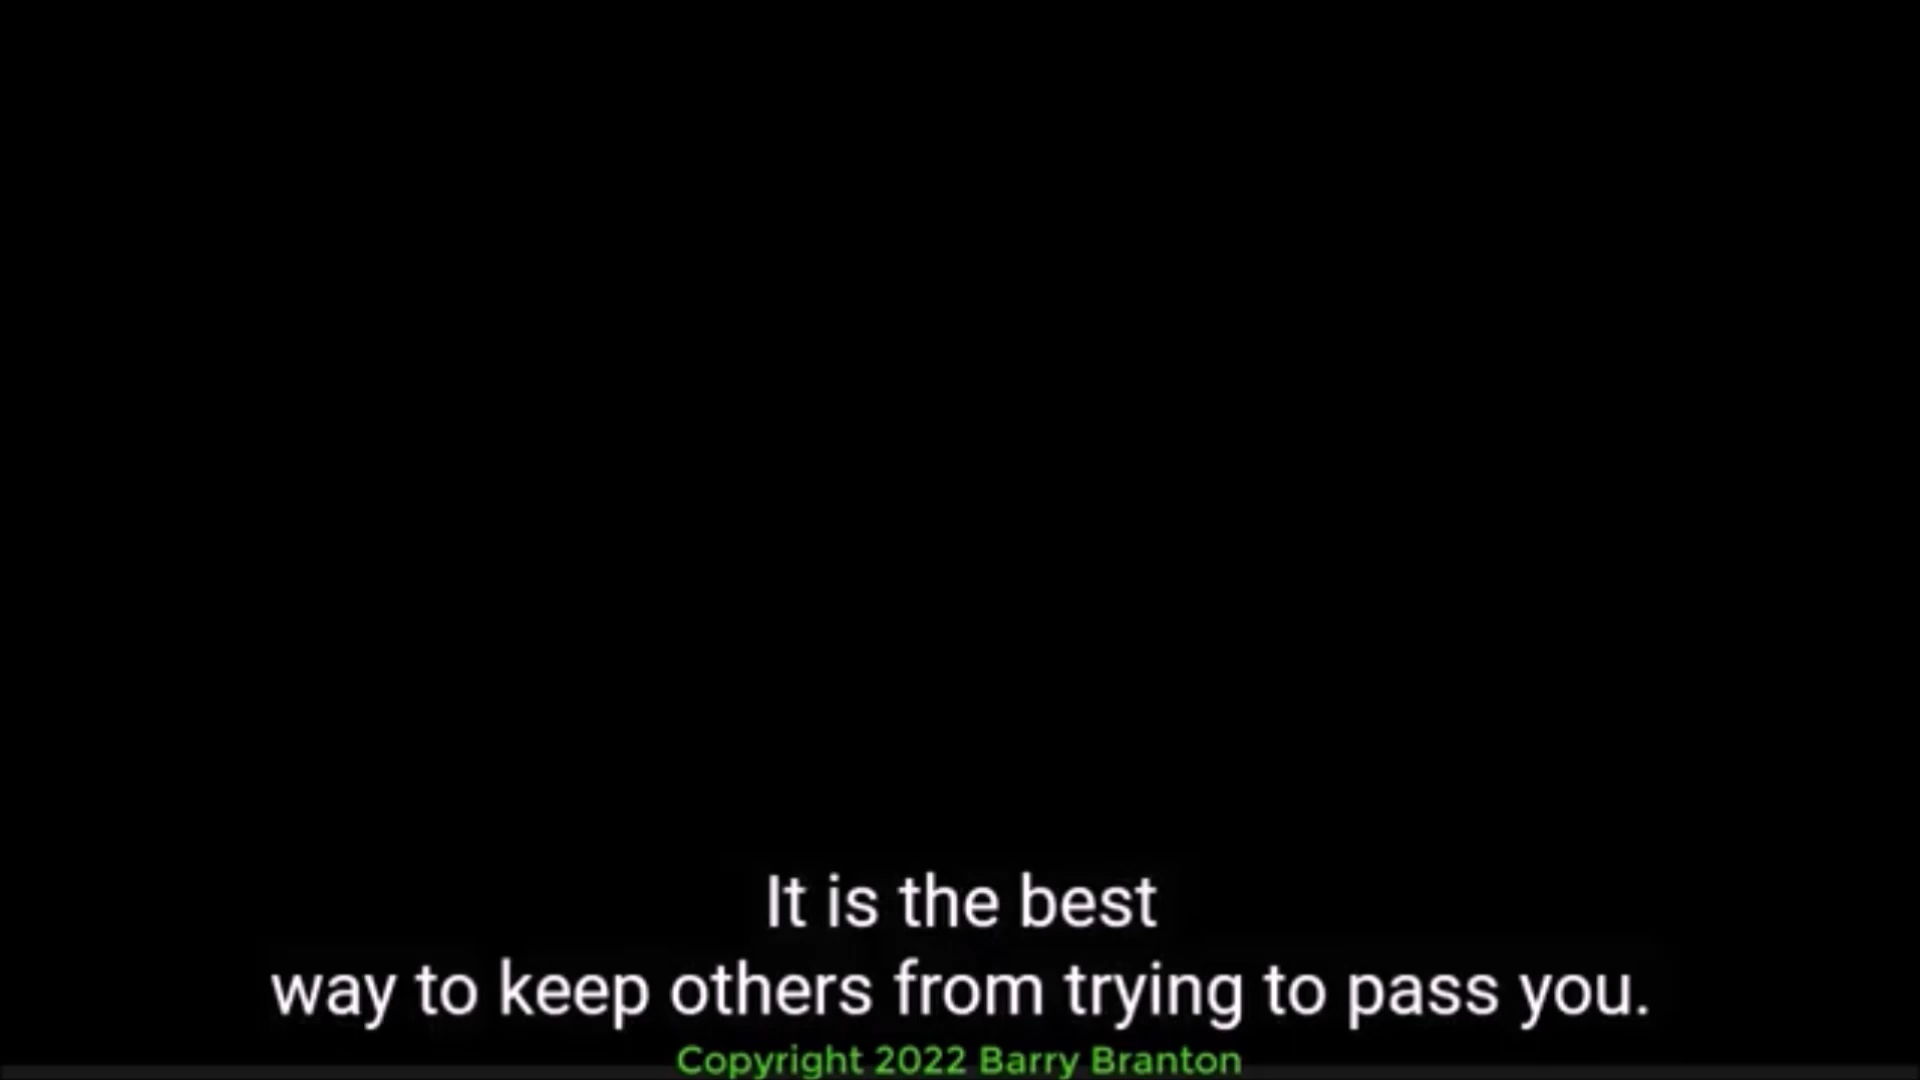 It is the best
way to keep others from trying to pass you.
Copyright 2022 Barry Branton